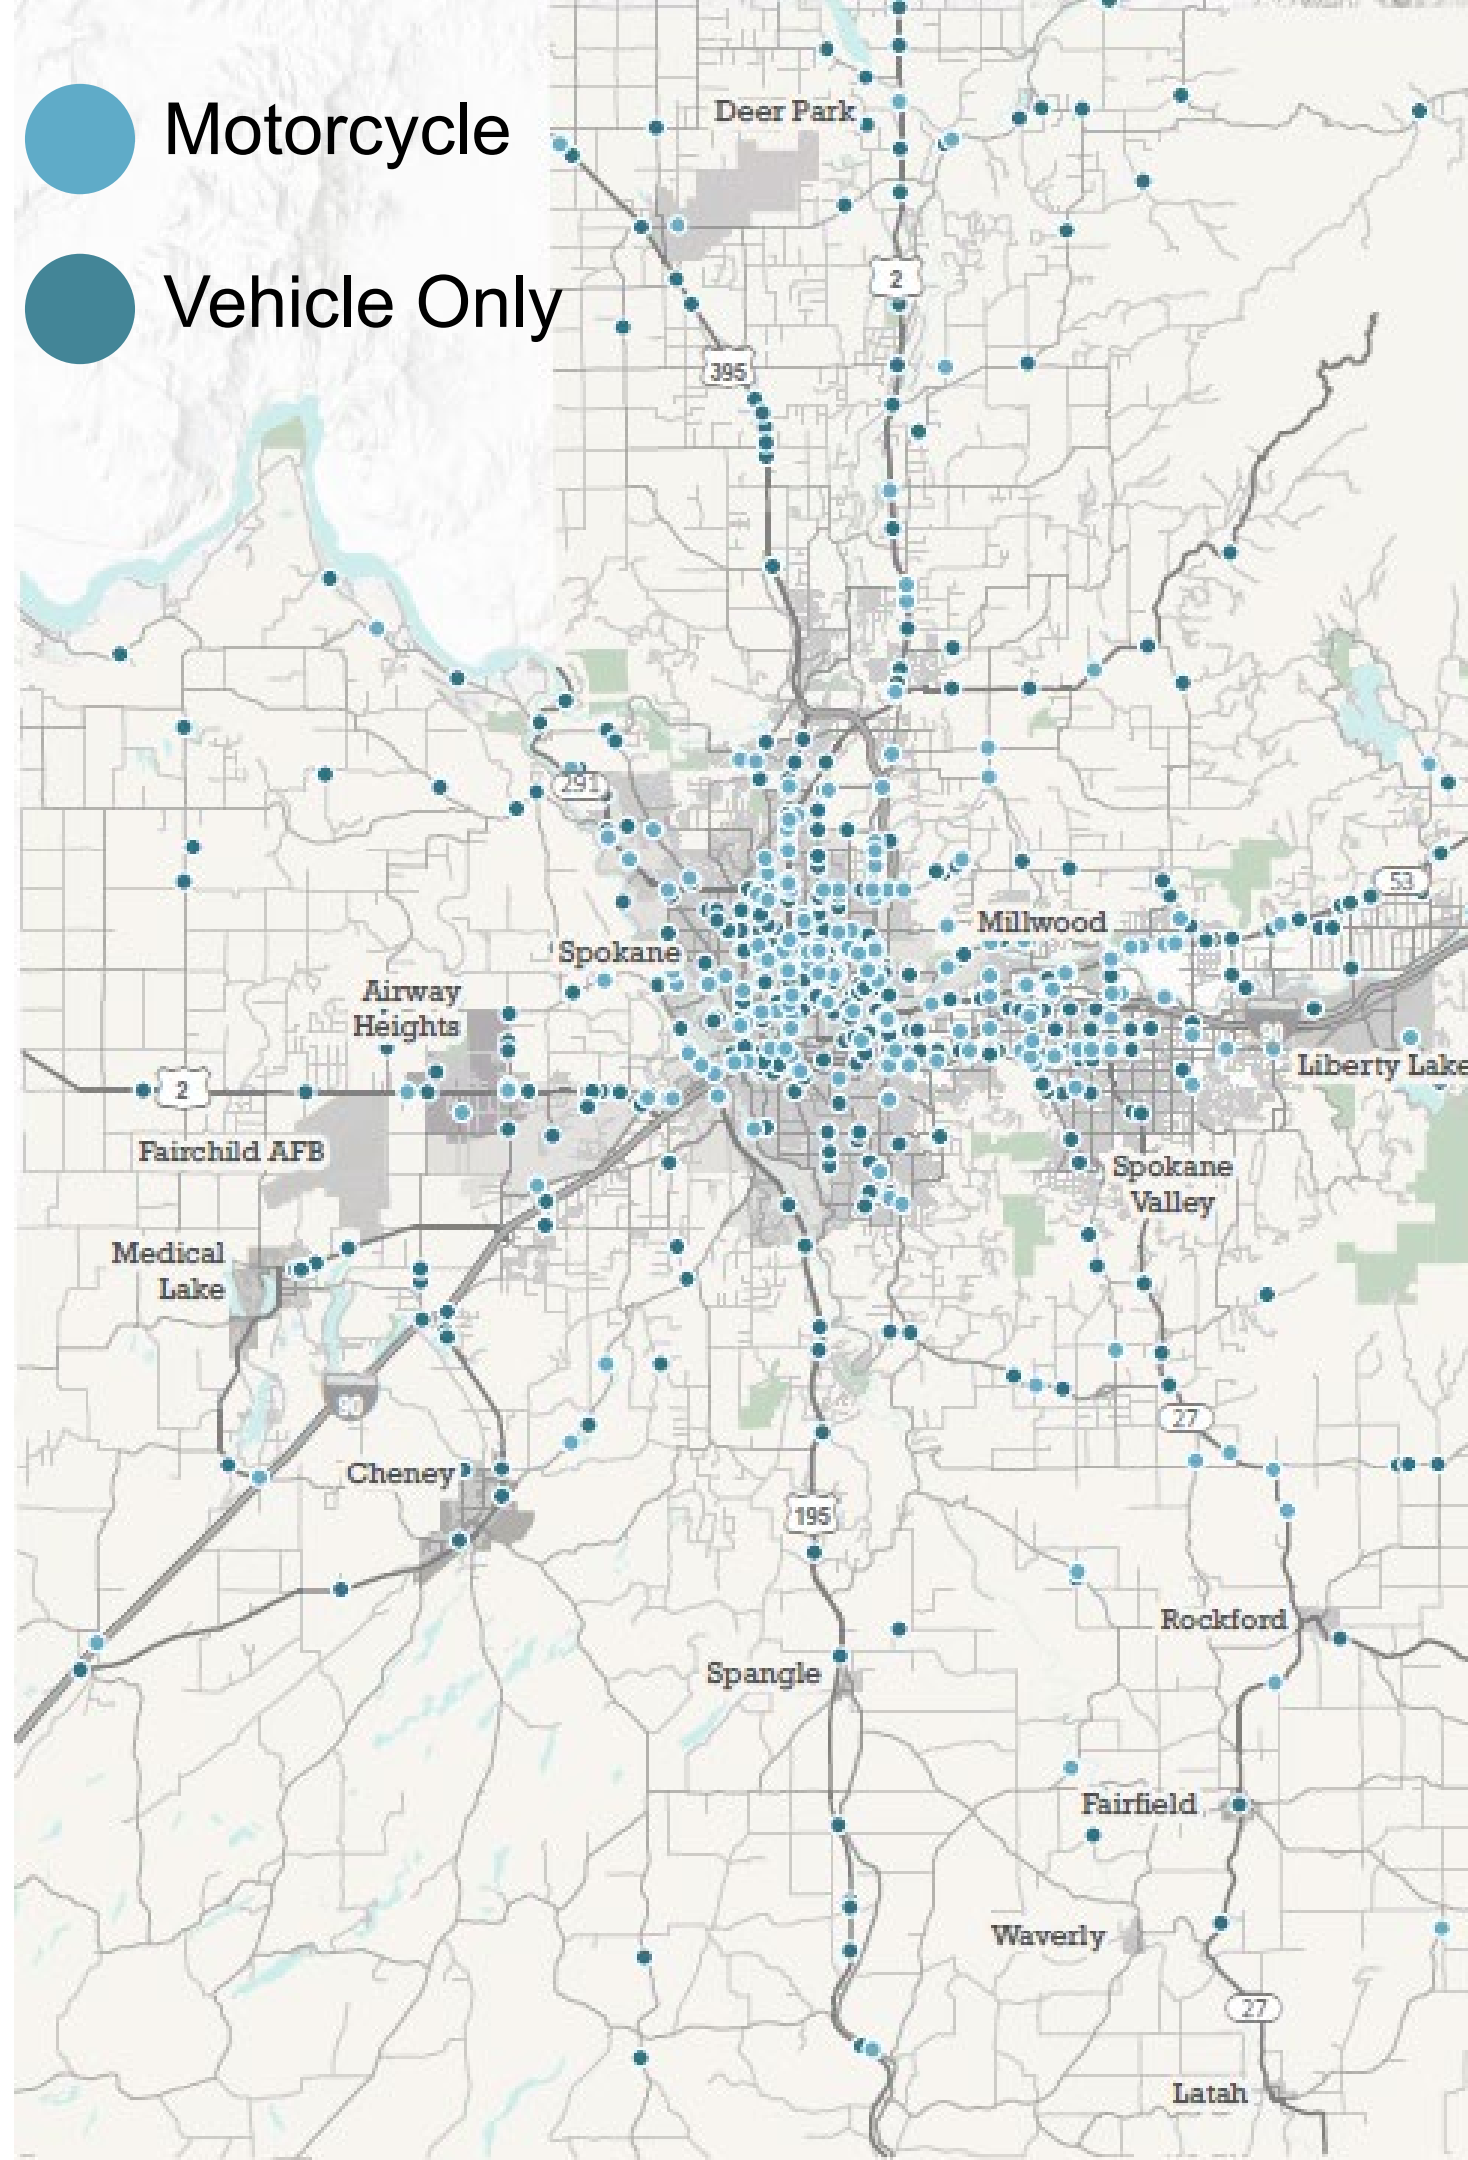 Motorcycle
Vehicle Only
Deer Park
2
395
291
53
Millwood
Spokane
Airway
Heights
2
Liberty Lake
Fairchild AFB
Spokane
Valley
Medical
Lake
90
27
Cheney
195
Rockford
Spangle
Fairfield
Waverly
27
Latah